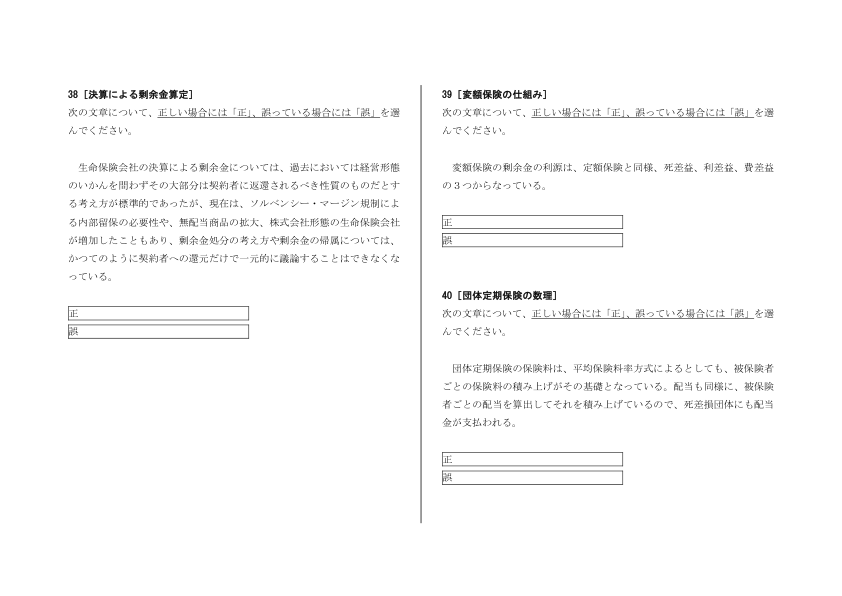 38 [決算による剰余金算定]
次の文章について、正しい場合には「正」、誤っている場合には「誤」を選
んでください。
生命保険会社の決算による剰余金については、過去においては経営形態
のいかんを問わずその大部分は契約者に返還されるべき性質のものだとす
る考え方が標準的であったが、現在は、ソルベンシー・マージン規制によ
る内部留保の必要性や、無配当商品の拡大、株式会社形態の生命保険会社
が増加したこともあり、剰余金処分の考え方や剰余金の帰属については、
かつてのように契約者への還元だけで一元的に議論することはできなくな
っている。
正
誤
39 [変額保険の仕組み]
次の文章について、正しい場合には「正」、誤っている場合には「誤」を選
んでください。
変額保険の剰余金の利源は、定額保険と同様、死差益、利差益、費差益
の3つからなっている。
正
誤
40 [団体定期保険の数理]
次の文章について、正しい場合には「正」、誤っている場合には「誤」を選
んでください。
団体定期保険の保険料は、平均保険料率方式によるとしても、被保険者
ごとの保険料の積み上げがその基礎となっている。配当も同様に、被保険
者ごとの配当を算出してそれを積み上げているので、死差損団体にも配当
金が支払われる。
正
誤